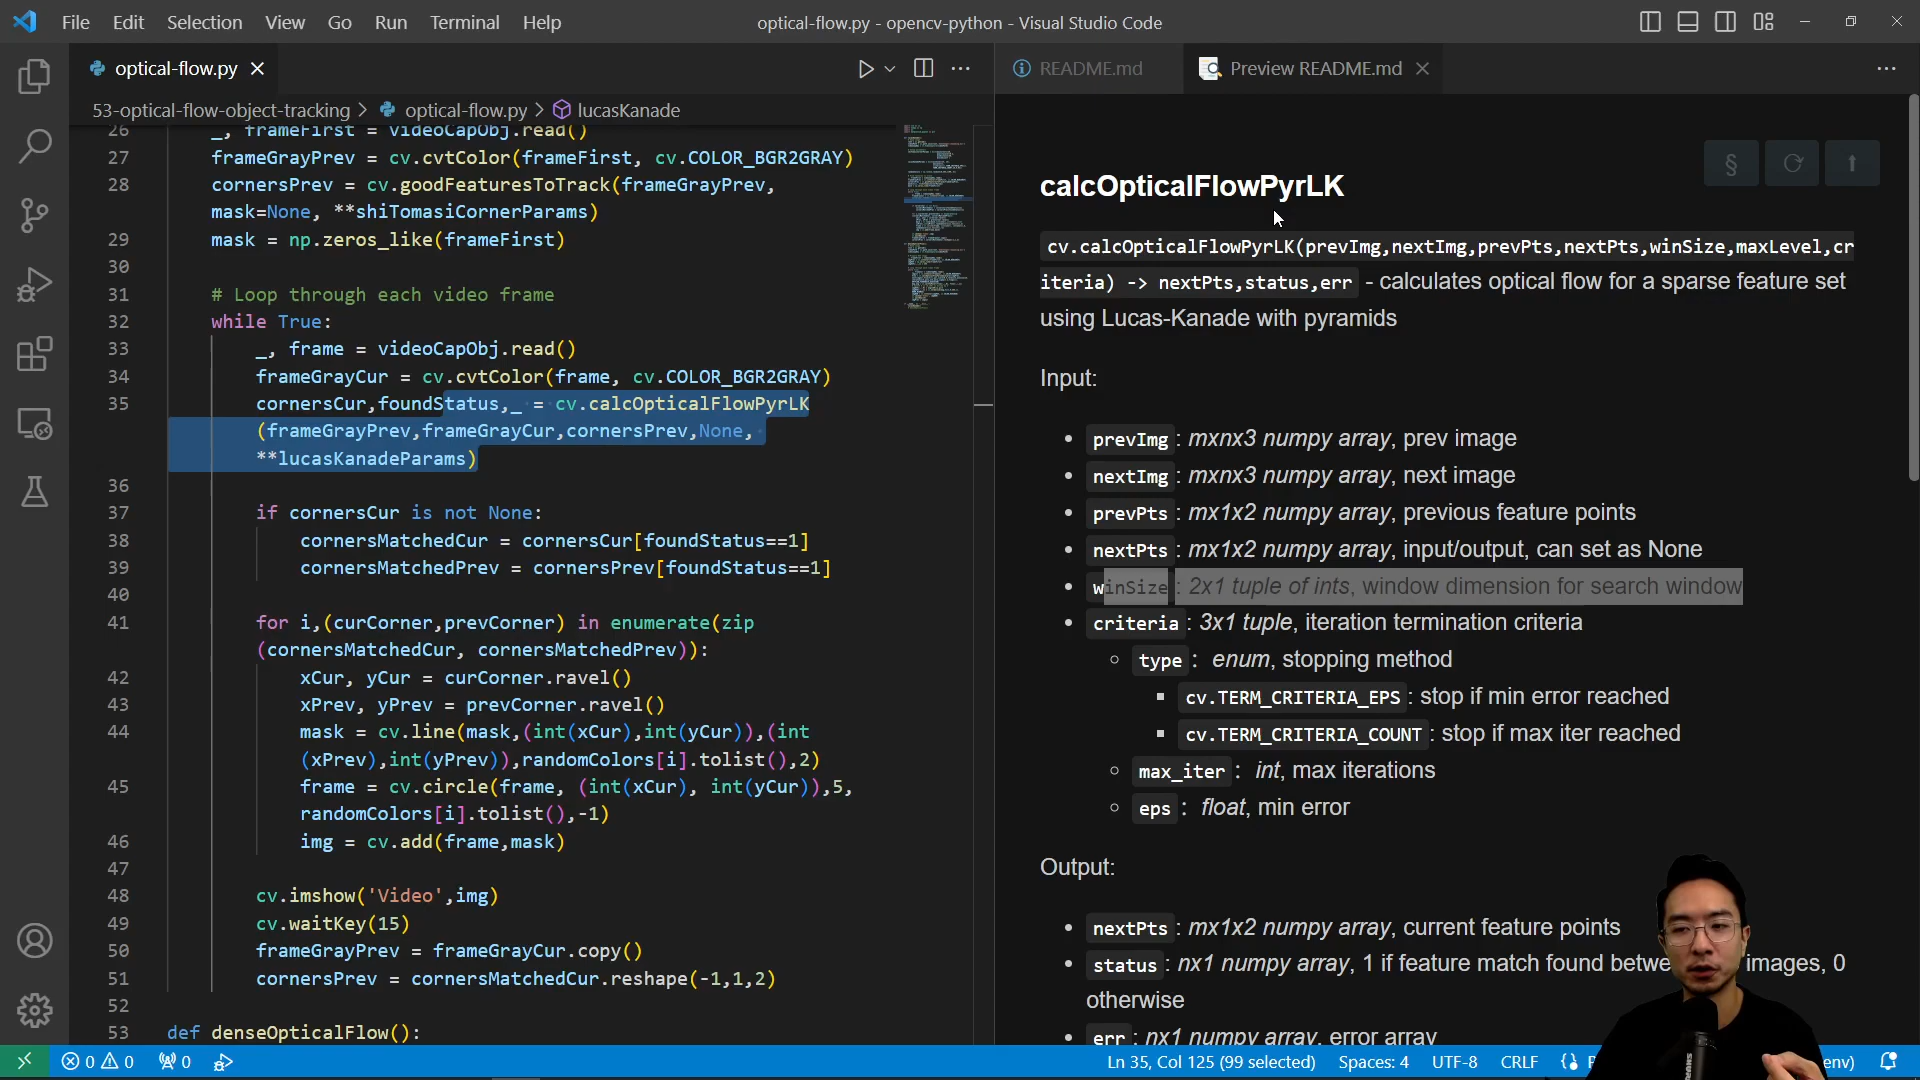 File Edit Selection View Go Run Terminal Help optical-flow.py - opencv-python - Visual Studio Code
optical-flow.py
README.md Preview README.md
53-optical-flow-object-tracking > optical-flow.py > lucasKanade
26 _, frameFirst = videoCapObj.read()
27 frameGrayPrev = cv.cvtColor(frameFirst, cv.COLOR_BGR2GRAY)
28 cornersPrev = cv.goodFeaturesToTrack(frameGrayPrev,
mask=None, **shiTomasiCornerParams)
29 mask = np.zeros_like(frameFirst)
30
31 # Loop through each video frame
32 while True:
33 _, frame = videoCapObj.read()
34 frameGrayCur = cv.cvtColor(frame, cv.COLOR_BGR2GRAY)
35 cornersCur,foundStatus,_ = cv.calcOpticalFlowPyrLK
(frameGrayPrev,frameGrayCur,cornersPrev,None,
**lucasKanadeParams)
36
37 if cornersCur is not None:
38 cornersMatchedCur = cornersCur[foundStatus==1]
39 cornersMatchedPrev = cornersPrev[foundStatus==1]
40
41 for i,(curCorner,prevCorner) in enumerate(zip
(cornersMatchedCur, cornersMatchedPrev)):
42 xCur, yCur = curCorner.ravel()
43 xPrev, yPrev = prevCorner.ravel()
44 mask = cv.line(mask,(int(xCur),int(yCur)),(int
(xPrev),int(yPrev)),randomColors[i].tolist(),2)
45 frame = cv.circle(frame, (int(xCur), int(yCur)),5,
randomColors[i].tolist(),-1)
46 img = cv.add(frame,mask)
47
48 cv.imshow('Video',img)
49 cv.waitKey(15)
50 frameGrayPrev = frameGrayCur.copy()
51 cornersPrev = cornersMatchedCur.reshape(-1,1,2)
52
53 def denseOpticalFlow():
calcOpticalFlowPyrLK
cv.calcOpticalFlowPyrLK(prevImg,nextImg,prevPts,nextPts,winSize,maxLevel,cr
iteria) -> nextPts,status,err - calculates optical flow for a sparse feature set
using Lucas-Kanade with pyramids
Input:
• prevImg: mxnx3 numpy array, prev image
• nextImg: mxnx3 numpy array, next image
• prevPts: mx1x2 numpy array, previous feature points
• nextPts: mx1x2 numpy array, input/output, can set as None
• winSize: 2x1 tuple of ints, window dimension for search window
• criteria: 3x1 tuple, iteration termination criteria
◦ type: enum, stopping method
▪ cv.TERM_CRITERIA_EPS: stop if min error reached
▪ cv.TERM_CRITERIA_COUNT: stop if max iter reached
◦ max_iter: int, max iterations
◦ eps: float, min error
Output:
• nextPts: mx1x2 numpy array, current feature points
• status: nx1 numpy array, 1 if feature match found images, 0
otherwise
• err: nx1 numpy array, error array
0 0 0 Ln 35, Col 125 (99 selected) Spaces: 4 UTF-8 CRLF env)